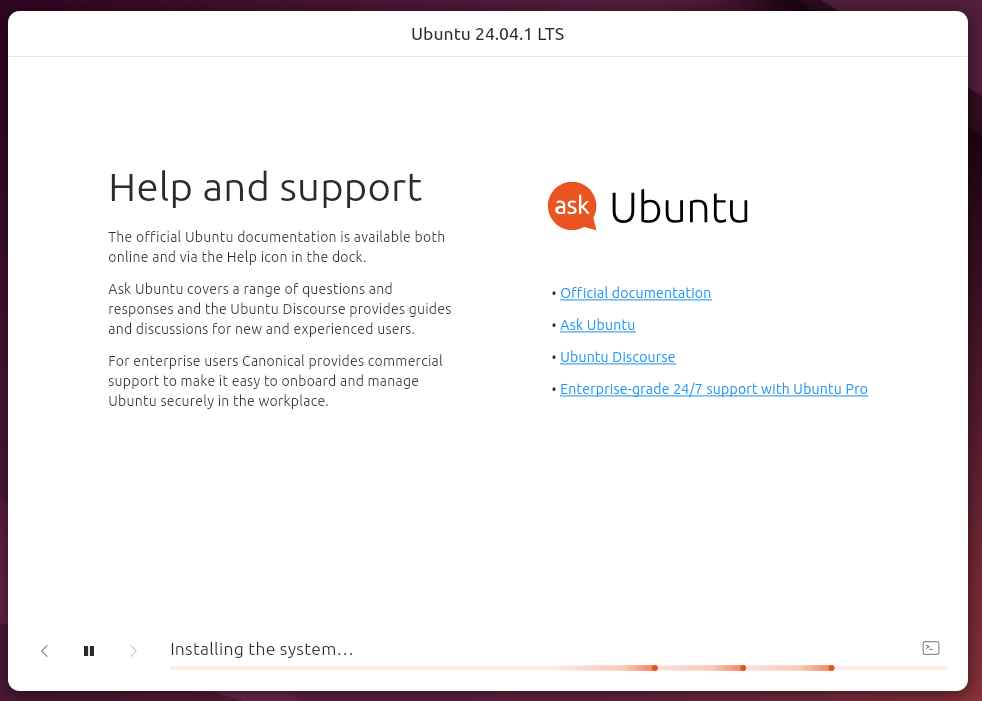 Ubuntu 24.04.1 LTS
Help and support
The official Ubuntu documentation is available both
online and via the Help icon in the dock.
Ask Ubuntu covers a range of questions and
responses and the Ubuntu Discourse provides guides
and discussions for new and experienced users.
For enterprise users Canonical provides commercial
support to make it easy to onboard and manage
Ubuntu securely in the workplace.
ask Ubuntu
• Official documentation
• Ask Ubuntu
• Ubuntu Discourse
• Enterprise-grade 24/7 support with Ubuntu Pro
Installing the system…